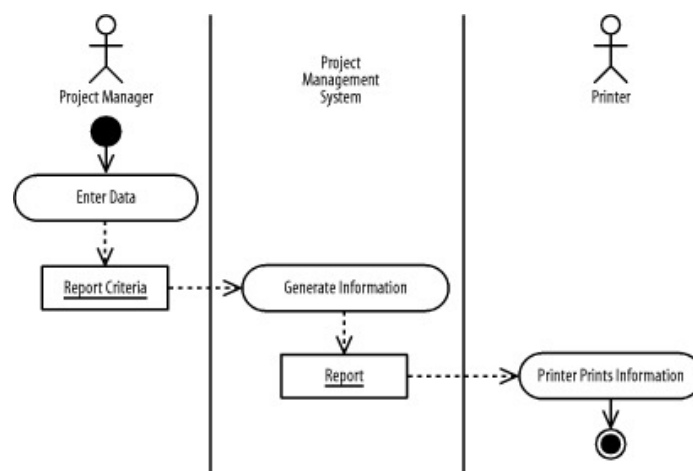 Project Manager
Project
Management
System
Printer
Enter Data
Report Criteria
Generate Information
Report
Printer Prints Information